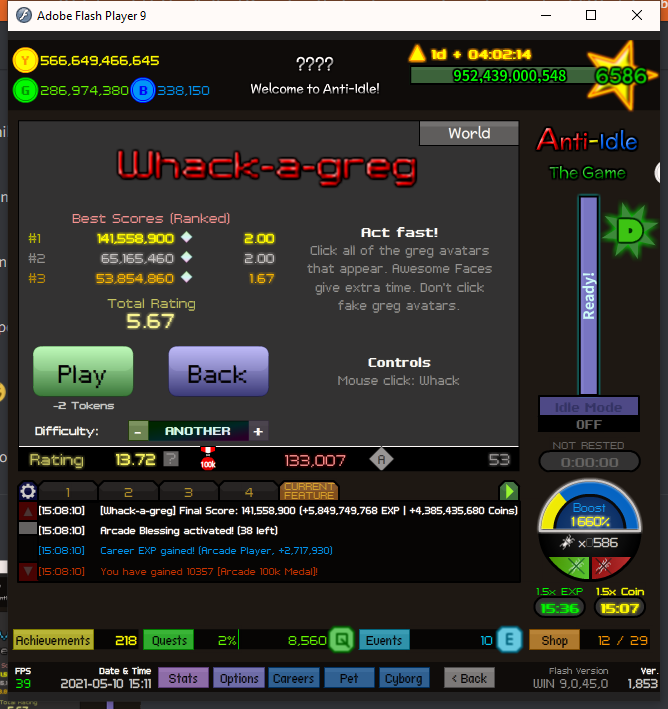 Adobe Flash Player 9
Y 566,649,466,645
G 286,974,380 B 338,150
????
Welcome to Anti-Idle!
1d + 04:02:14
952,439,000,548 6586
World
Whack-a-greg
Best Scores (Ranked)
#1 141,558,900 2.00
#2 65,165,460 2.00
#3 53,854,860 1.67
Total Rating
5.67
Act fast!
Click all of the greg avatars
that appear. Awesome Faces
give extra time. Don't click
fake greg avatars.
Play
Back
-2 Tokens
Controls
Mouse click: Whack
Difficulty: - ANOTHER +
Rating 13.72 ? 100k 133,007 A 53
1 2 3 4 CURRENT FEATURE
[15:08:10] [Whack-a-greg] Final Score: 141,558,900 (+5,849,749,768 EXP | +4,385,435,680 Coins)
[15:08:10] Arcade Blessing activated! (38 left)
[15:08:10] Career EXP gained! (Arcade Player, +2,717,930)
[15:08:10] You have gained 10357 [Arcade 100k Medal]!
Anti-Idle
The Game
D
Ready!
Idle Mode
OFF
NOT RESTED
0:00:00
Boost
1660%
x□586
1.5x EXP 1.5x Coin
15:36 15:07
Achievements 218 Quests 2% 8,560 Q Events 10 E Shop 12 / 29
FPS
39
Date & Time
2021-05-10 15:11
Stats Options Careers Pet Cyborg < Back
Flash Version
WIN 9,0,45,0
Ver.
1,853